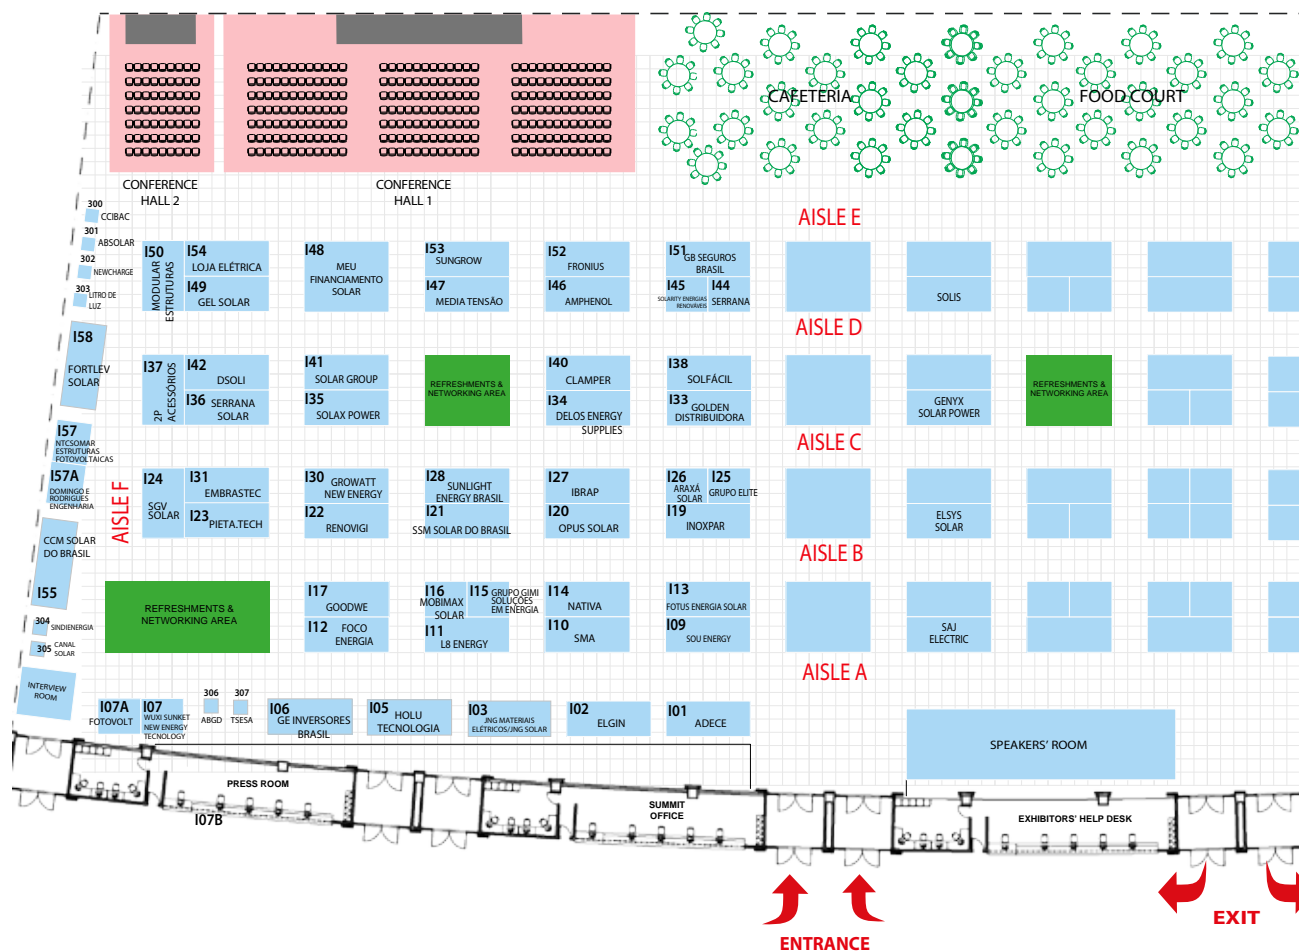 CAFETERIA
FOOD COURT
CONFERENCE
HALL 2
CONFERENCE
HALL 1
AISLE E
300
CCIBAC
301
ABSOLAR
302
NEWCHARGE
303
LITRO DE
LUZ
I50
MODULAR
ESTRUTURAS
I54
LOJA ELÉTRICA
I49
GEL SOLAR
I48
MEU
FINANCIAMENTO
SOLAR
I53
SUNGROW
I47
MEDIA TENSÃO
I52
FRONIUS
I46
AMPHENOL
I51
GB SEGUROS
BRASIL
I45
SOLARITY ENERGIAS
RENOVÁVEIS
I44
SERRANA
SOLIS
AISLE D
I58
FORTLEV
SOLAR
I37
2P
ACESSÓRIOS
I42
DSOLI
I36
SERRANA
SOLAR
I41
SOLAR GROUP
I35
SOLAX POWER
REFRESHMENTS &
NETWORKING AREA
I40
CLAMPER
I34
DELOS ENERGY
SUPPLIES
I38
SOLFÁCIL
I33
GOLDEN
DISTRIBUIDORA
GENYX
SOLAR POWER
REFRESHMENTS &
NETWORKING AREA
AISLE C
I57
NTCSOMAR
ESTRUTURAS
FOTOVOLTAICAS
I57A
DOMINGO E
RODRIGUES
ENGENHARIA
AISLE F
I24
SGV
SOLAR
I31
EMBRASTEC
I23
PIETA.TECH
I30
GROWATT
NEW ENERGY
I22
RENOVIGI
I28
SUNLIGHT
ENERGY BRASIL
I21
SSM SOLAR DO BRASIL
I27
IBRAP
I20
OPUS SOLAR
I26
ARAXÁ
SOLAR
I25
GRUPO ELITE
I19
INOXPAR
ELSYS
SOLAR
AISLE B
CCM SOLAR
DO BRASIL
I55
304
SINDIENERGIA
305
CANAL
SOLAR
REFRESHMENTS &
NETWORKING AREA
I17
GOODWE
I12
FOCO
ENERGIA
I16
MOBIMAX
SOLAR
I15
GRUPO GIMI
SOLUÇÕES
EM ENERGIA
I11
L8 ENERGY
I14
NATIVA
I10
SMA
I13
FOTUS ENERGIA SOLAR
I09
SOU ENERGY
SAJ
ELECTRIC
AISLE A
INTERVIEW
ROOM
I07A
FOTOVOLT
I07
WUXI SUNKET
NEW ENERGY
TECNOLOGY
306
ABGD
307
TSESA
I06
GE INVERSORES
BRASIL
I05
HOLU
TECNOLOGIA
I03
JNG MATERIAIS
ELÉTRICOS/JNG SOLAR
I02
ELGIN
I01
ADECE
SPEAKERS' ROOM
PRESS ROOM
I07B
SUMMIT
OFFICE
EXHIBITORS' HELP DESK
ENTRANCE
EXIT